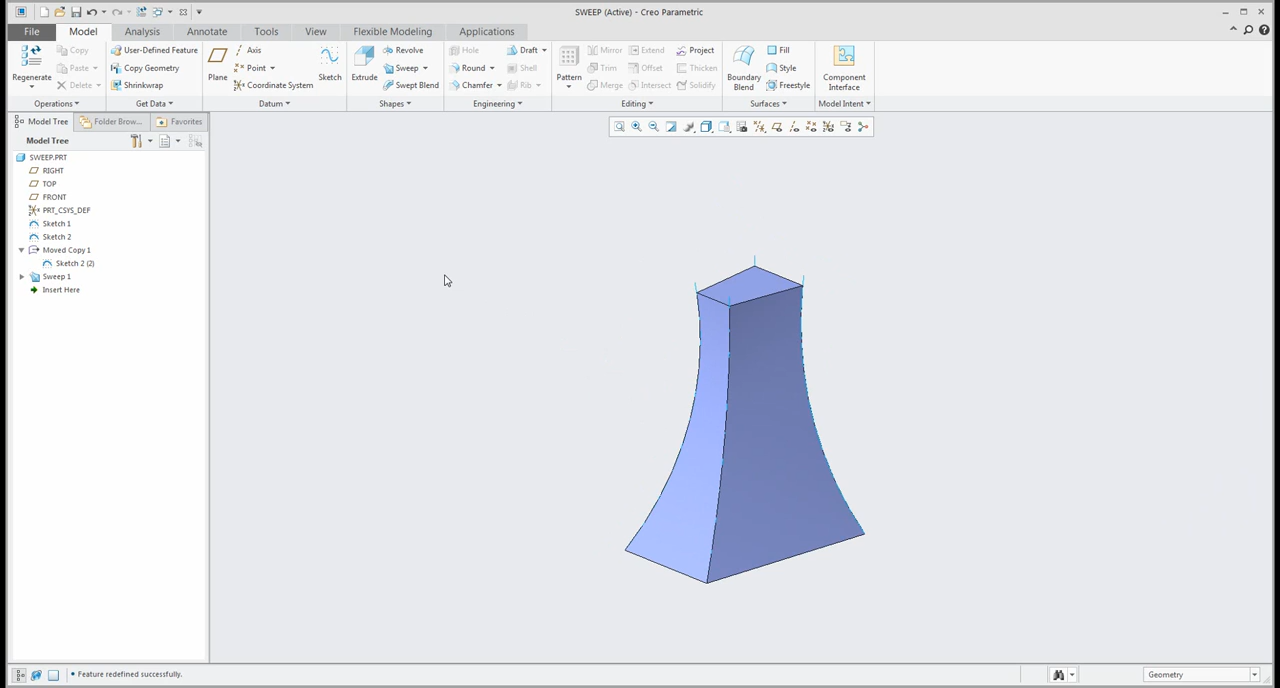 SWEEP (Active) - Creo Parametric
File Model Analysis Annotate Tools View Flexible Modeling Applications
Regenerate
Copy
Paste
Delete
Operations
User-Defined Feature
Copy Geometry
Shrinkwrap
Get Data
Plane
Axis
Point
Coordinate System
Sketch
Datum
Extrude
Revolve
Sweep
Swept Blend
Shapes
Hole
Round
Chamfer
Draft
Shell
Rib
Engineering
Pattern
Mirror
Trim
Merge
Extend
Offset
Intersect
Project
Thicken
Solidify
Editing
Boundary
Blend
Fill
Style
Freestyle
Surfaces
Component
Interface
Model Intent
Model Tree Folder Brow... Favorites
Model Tree
SWEEP.PRT
RIGHT
TOP
FRONT
PRT_CSYS_DEF
Sketch 1
Sketch 2
Moved Copy 1
Sketch 2 (2)
Sweep 1
Insert Here
• Feature redefined successfully.
Geometry